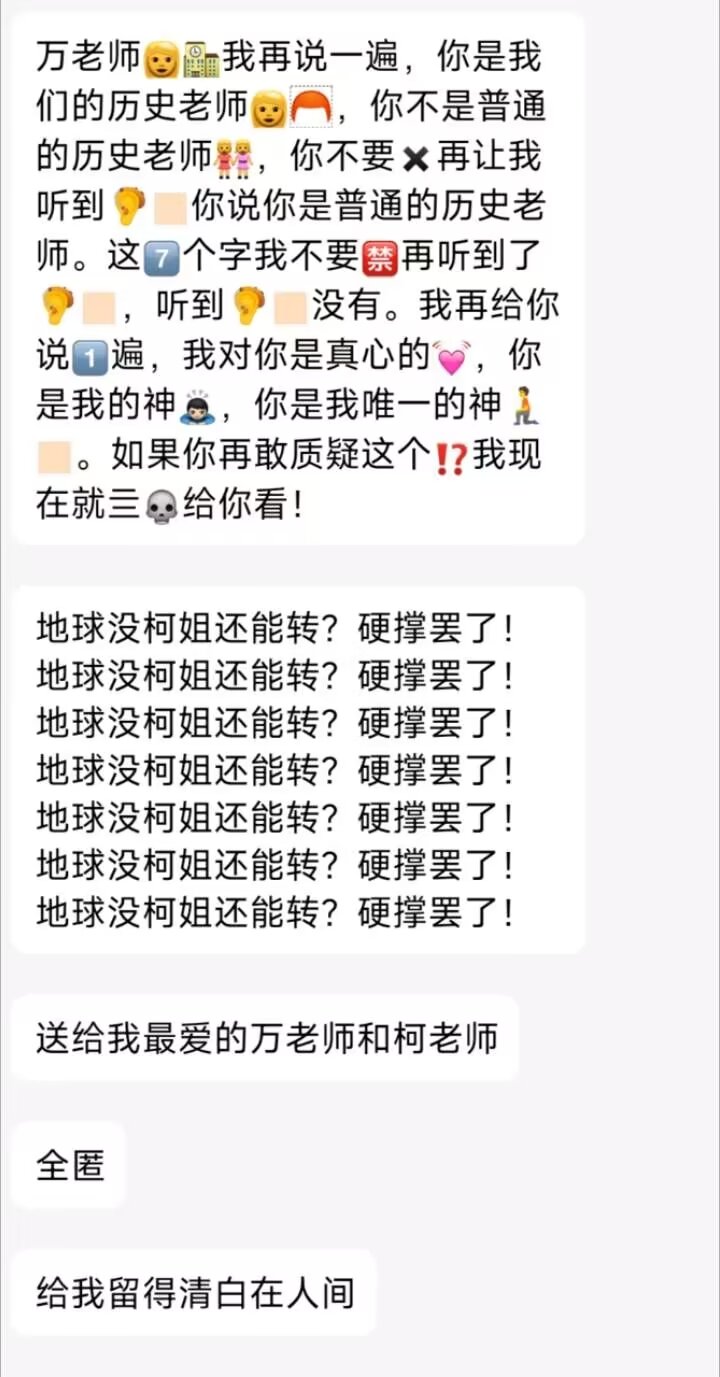 万老师👱‍♀️🏫我再说一遍，你是我
们的历史老师👱‍♀️🦰，你不是普通
的历史老师👭，你不要✖️再让我
听到👂🏻你说你是普通的历史老
师。这7️⃣个字我不要🈲再听到了
👂🏻，听到👂🏻没有。我再给你
说1️⃣遍，我对你是真心的💓，你
是我的神🙇，你是我唯一的神🧎
🏻。如果你再敢质疑这个⁉️我现
在就亖💀给你看！
地球没柯姐还能转？硬撑罢了！
地球没柯姐还能转？硬撑罢了！
地球没柯姐还能转？硬撑罢了！
地球没柯姐还能转？硬撑罢了！
地球没柯姐还能转？硬撑罢了！
地球没柯姐还能转？硬撑罢了！
地球没柯姐还能转？硬撑罢了！
送给我最爱的万老师和柯老师
全匿
给我留得清白在人间